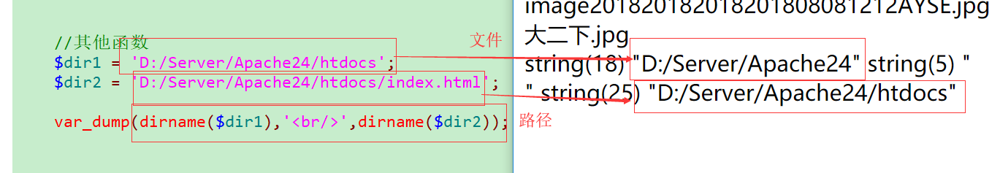 //其他函数
$dir1 = 'D:/Server/Apache24/htdocs';
$dir2 = 'D:/Server/Apache24/htdocs/index.html';
var_dump(dirname($dir1),'<br/>',dirname($dir2));
文件
路径
image20182018201820180808​1212AYSE.jpg
大二下.jpg
string(18) "D:/Server/Apache24" string(5) "
" string(25) "D:/Server/Apache24/htdocs"